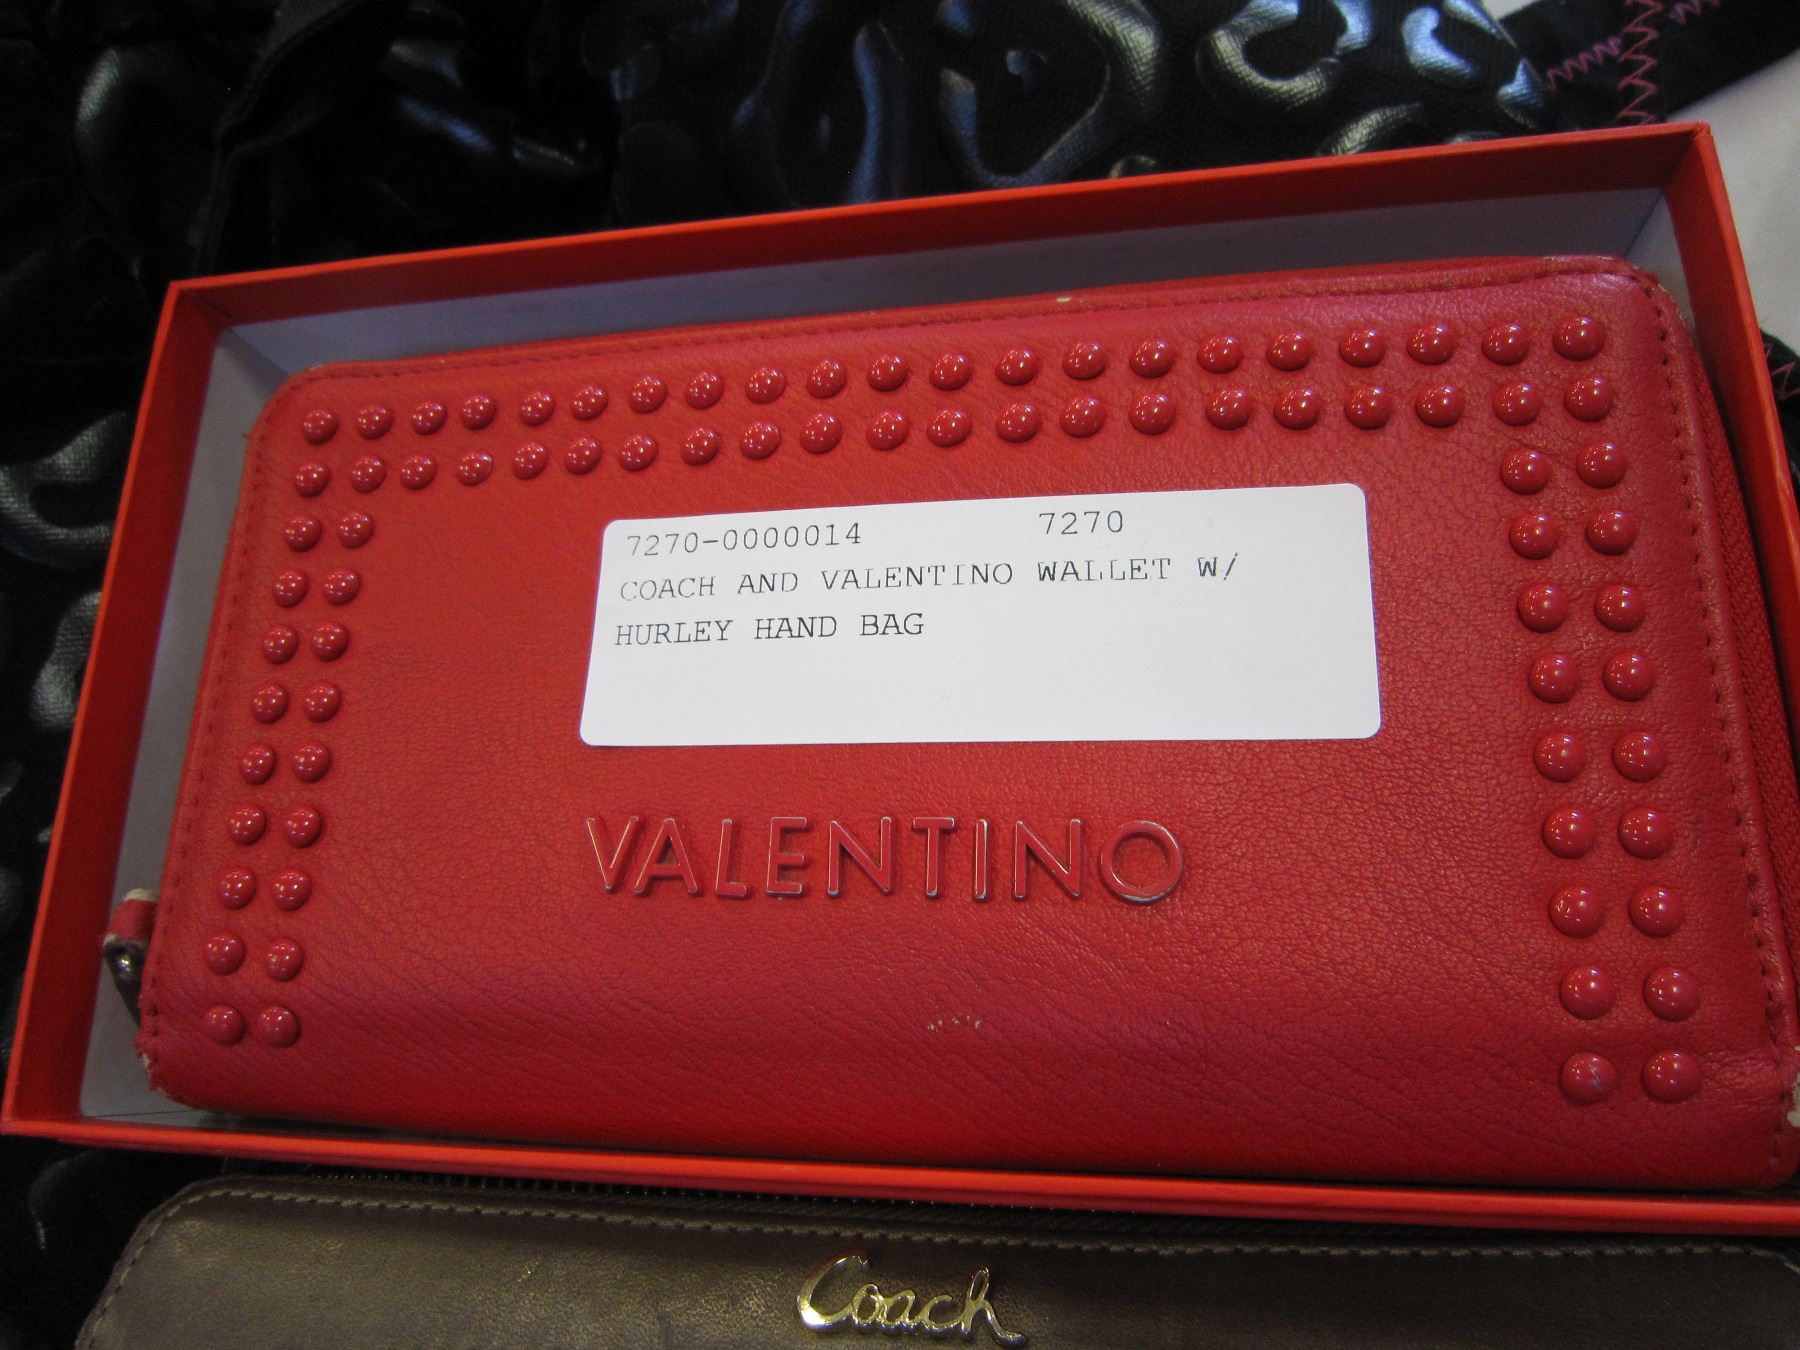 7270-0000014 7270
COACH AND VALENTINO WALLET W/
HURLEY HAND BAG
VALENTINO
Coach